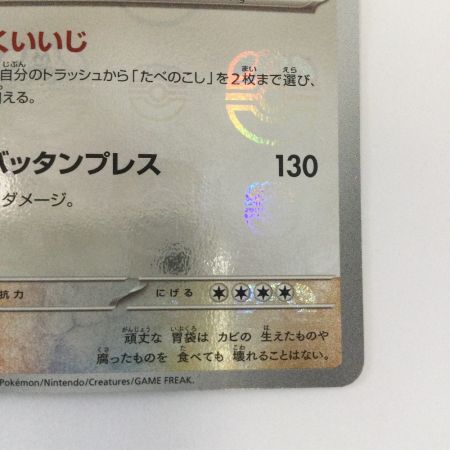 くいいじ
自分のトラッシュから「たべのこし」を2枚まで選び、
える。
バッタンプレス 130
ダメージ。
抗力 にげる
頑丈な 胃袋は カビの 生えたものや
腐ったものを 食べても 壊れることはない。
Pokémon/Nintendo/Creatures/GAME FREAK.